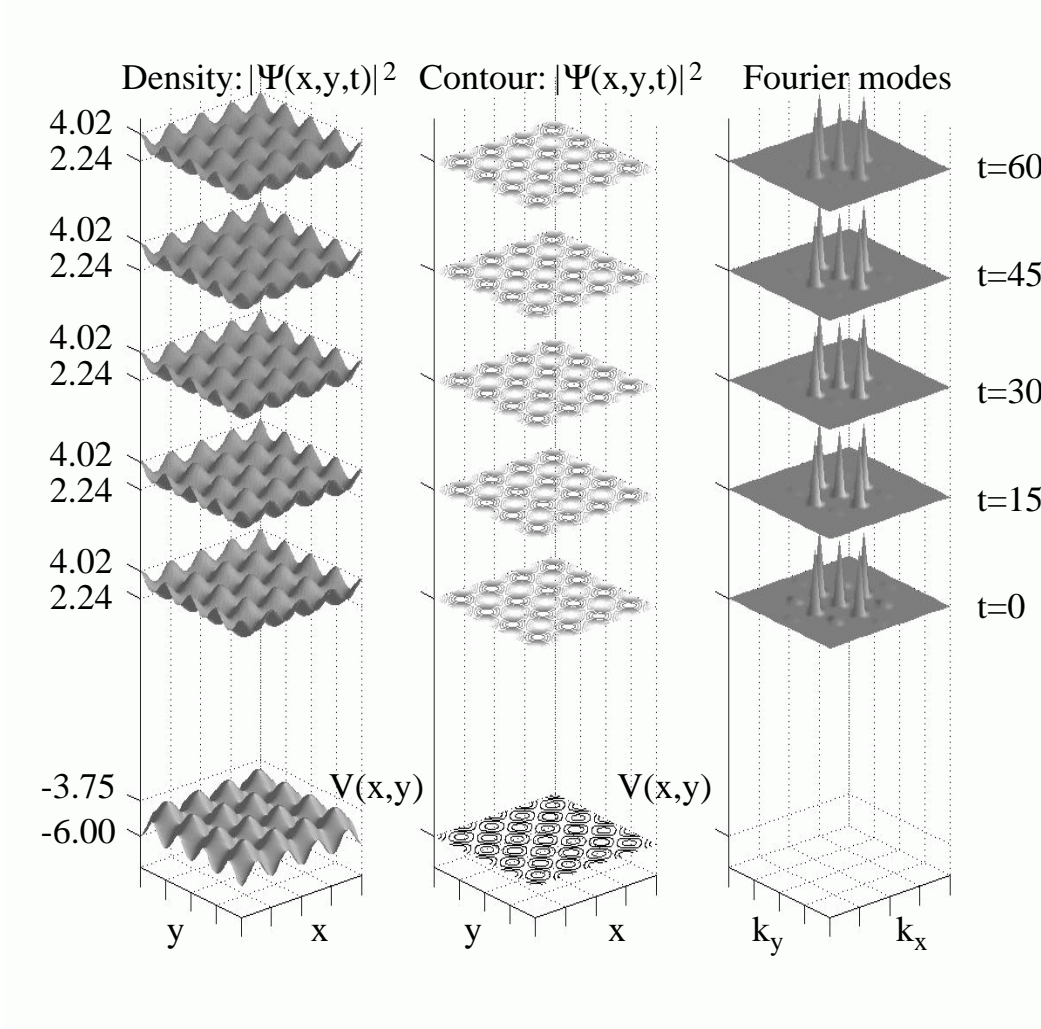 Density: |Ψ(x,y,t)|² Contour: |Ψ(x,y,t)|² Fourier modes
4.02
2.24
t=60
4.02
2.24
t=45
4.02
2.24
t=30
4.02
2.24
t=15
4.02
2.24
t=0
-3.75 V(x,y) V(x,y)
-6.00
y x y x k_y k_x